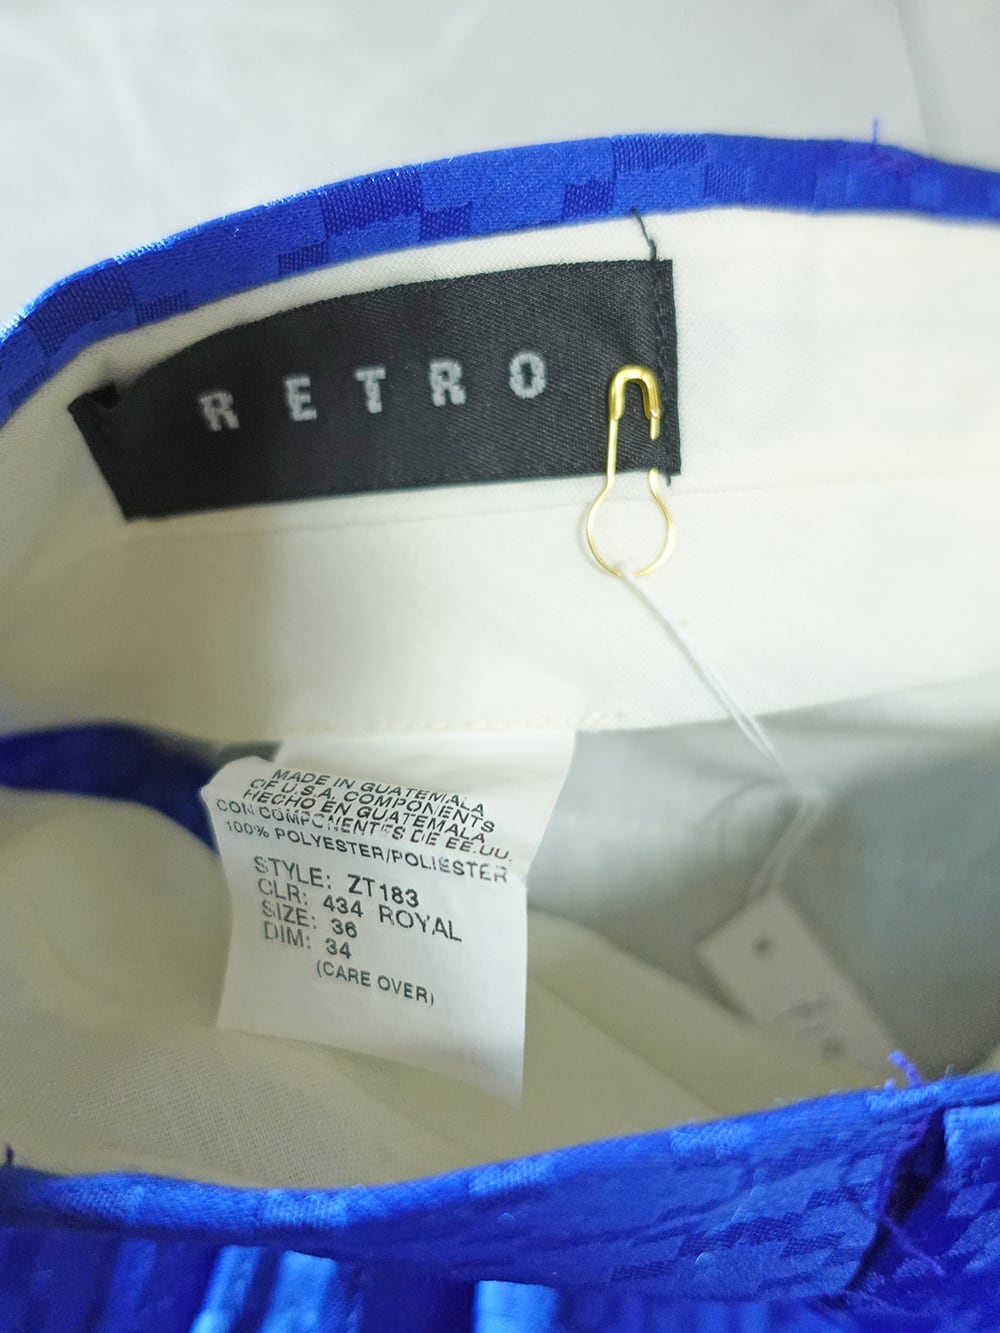 RETRO
MADE IN GUATEMALA
OF U.S.A. COMPONENTS
HECHO EN GUATEMALA
CON COMPONENTES DE EE.UU.
100% POLYESTER/POLIESTER
STYLE: ZT183
CLR: 434 ROYAL
SIZE: 36
DIM: 34
(CARE OVER)